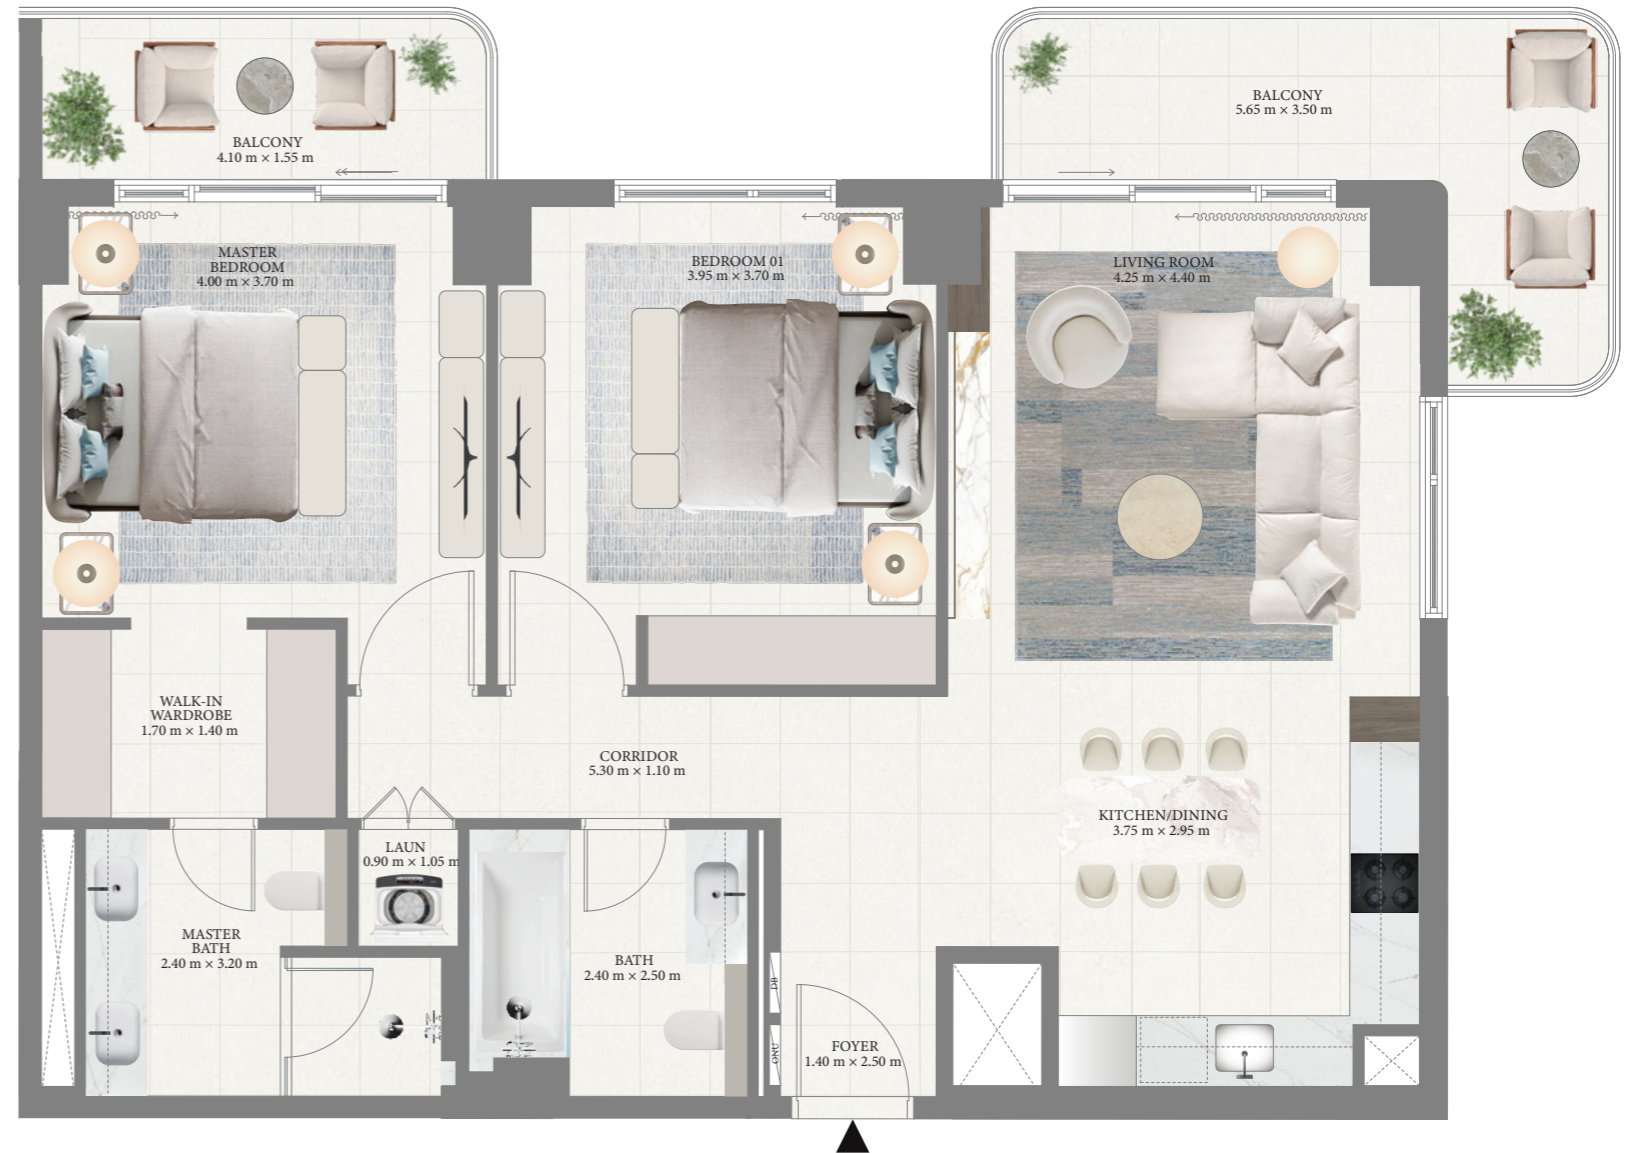 BALCONY
4.10 m × 1.55 m
BALCONY
5.65 m × 3.50 m
MASTER
BEDROOM
4.00 m × 3.70 m
BEDROOM 01
3.95 m × 3.70 m
LIVING ROOM
4.25 m × 4.40 m
WALK-IN
WARDROBE
1.70 m × 1.40 m
CORRIDOR
5.30 m × 1.10 m
KITCHEN/DINING
3.75 m × 2.95 m
LAUN
0.90 m × 1.05 m
MASTER
BATH
2.40 m × 3.20 m
BATH
2.40 m × 2.50 m
DB
ONU
FOYER
1.40 m × 2.50 m